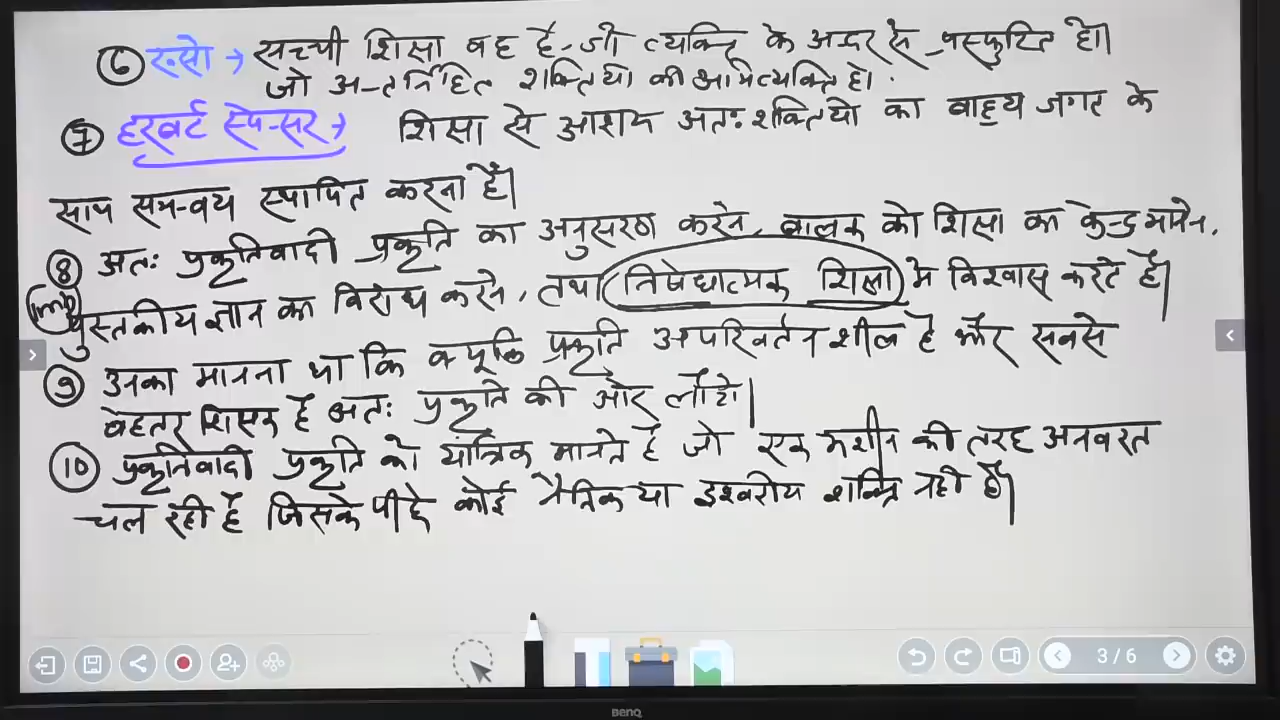 ⑥ रूसो → सच्ची शिक्षा वह है - जो व्यक्ति के अन्दर से प्रस्फुटित हो।
जो अन्तर्निहित शक्तियों की अभिव्यक्ति हो।
⑦ हरबर्ट स्पेन्सर → शिक्षा से आशय अतः शक्तियो का बाह्य जगत के
साथ समन्वय स्थापित करना है।
⑧ अतः प्रकृतिवादी प्रकृति का अनुसरण करने, बालक को शिक्षा का केन्द्र मानने,
Imp पुस्तकीय ज्ञान का विरोध करने, तथा निषेधात्मक शिक्षा मे विश्वास करते है।
⑨ उनका मानना था कि क्यूकि प्रकृति अपरिवर्तनशील है और सबसे
बेहतर शिक्षक है अतः प्रकृति की और लौटो।
⑩ प्रकृतिवादी प्रकृति को यांत्रिक मानते है जो एक मशीन की तरह अनवरत
चल रही है जिसके पीछे कोई नैत्रिक या इश्वरीय शक्ति नही है।
3 / 6
BenQ